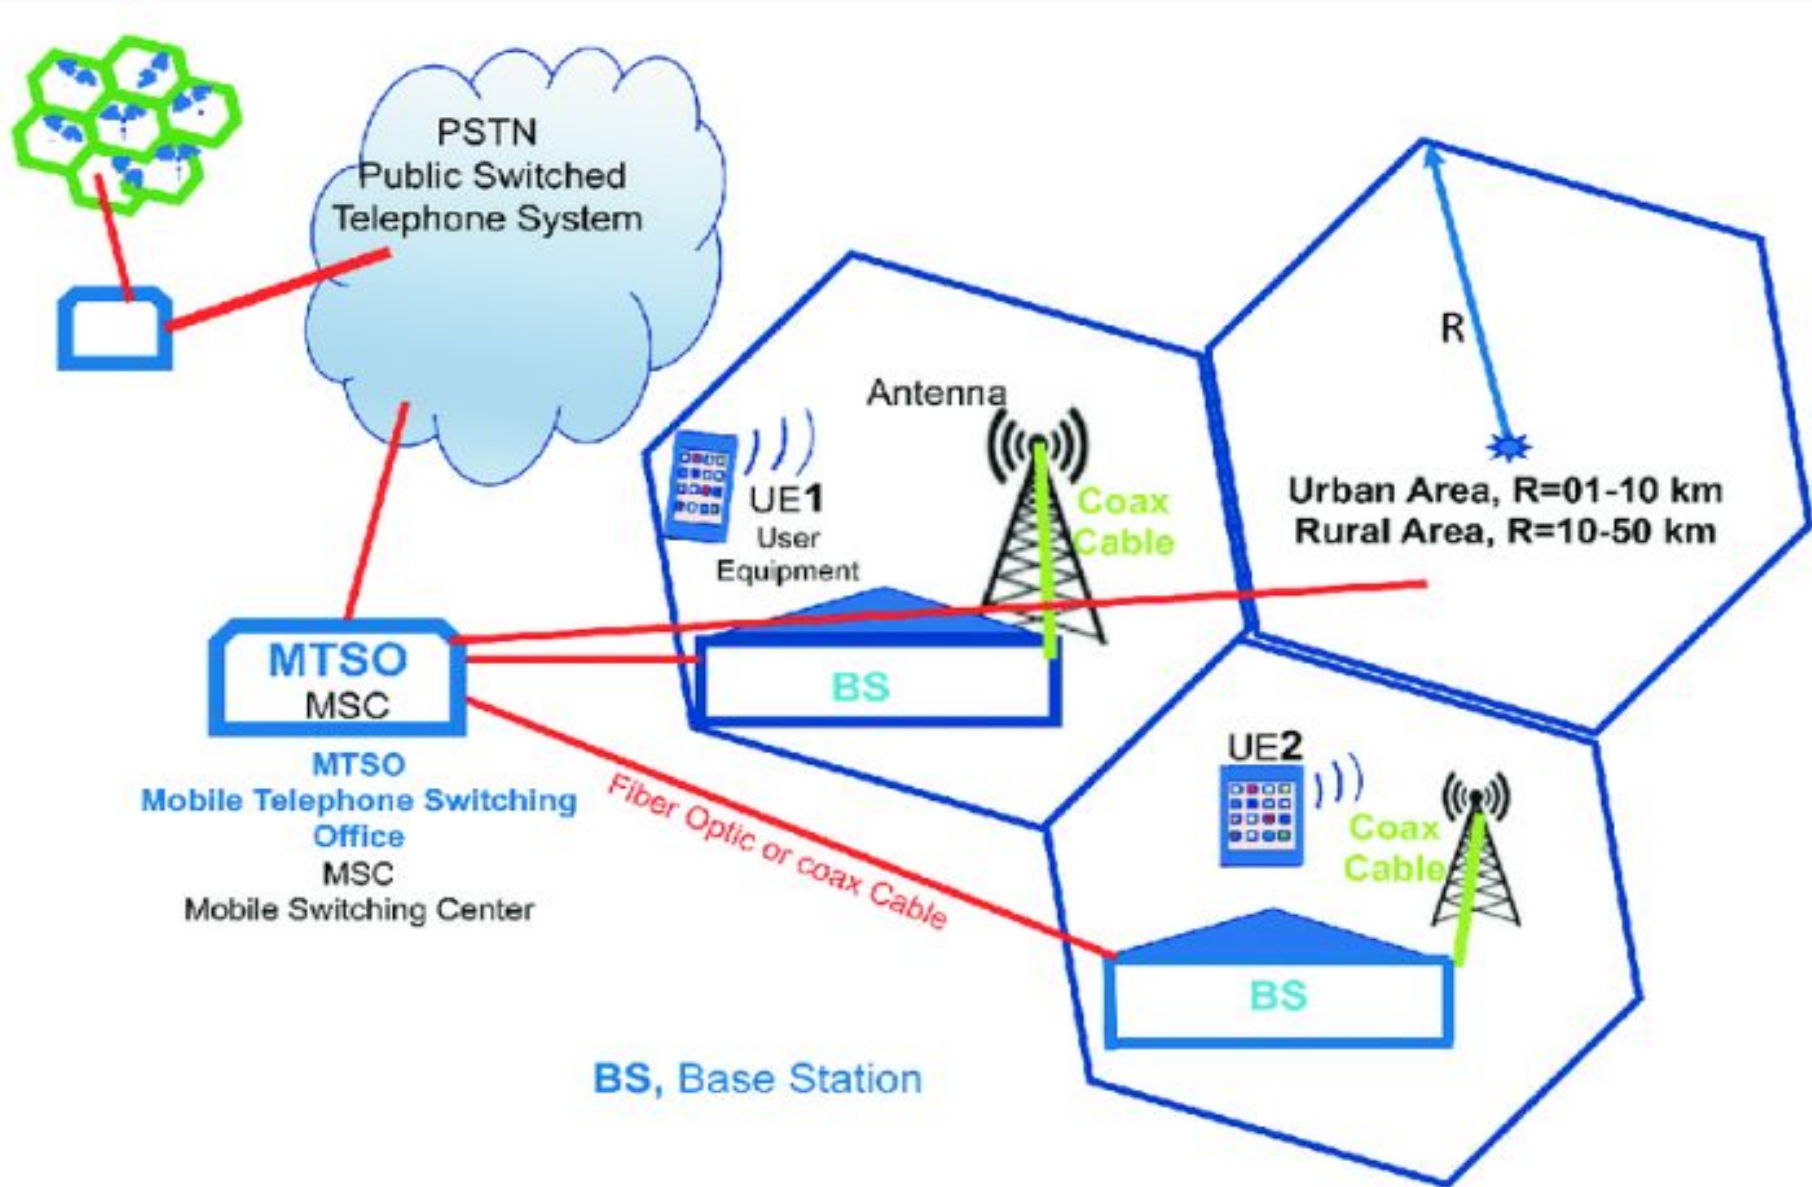 PSTN
Public Switched
Telephone System
R
Antenna
UE1
User
Equipment
Coax
Cable
Urban Area, R=01-10 km
Rural Area, R=10-50 km
MTSO
MSC
BS
MTSO
Mobile Telephone Switching
Office
MSC
Mobile Switching Center
Fiber Optic or coax Cable
UE2
Coax
Cable
BS
BS, Base Station